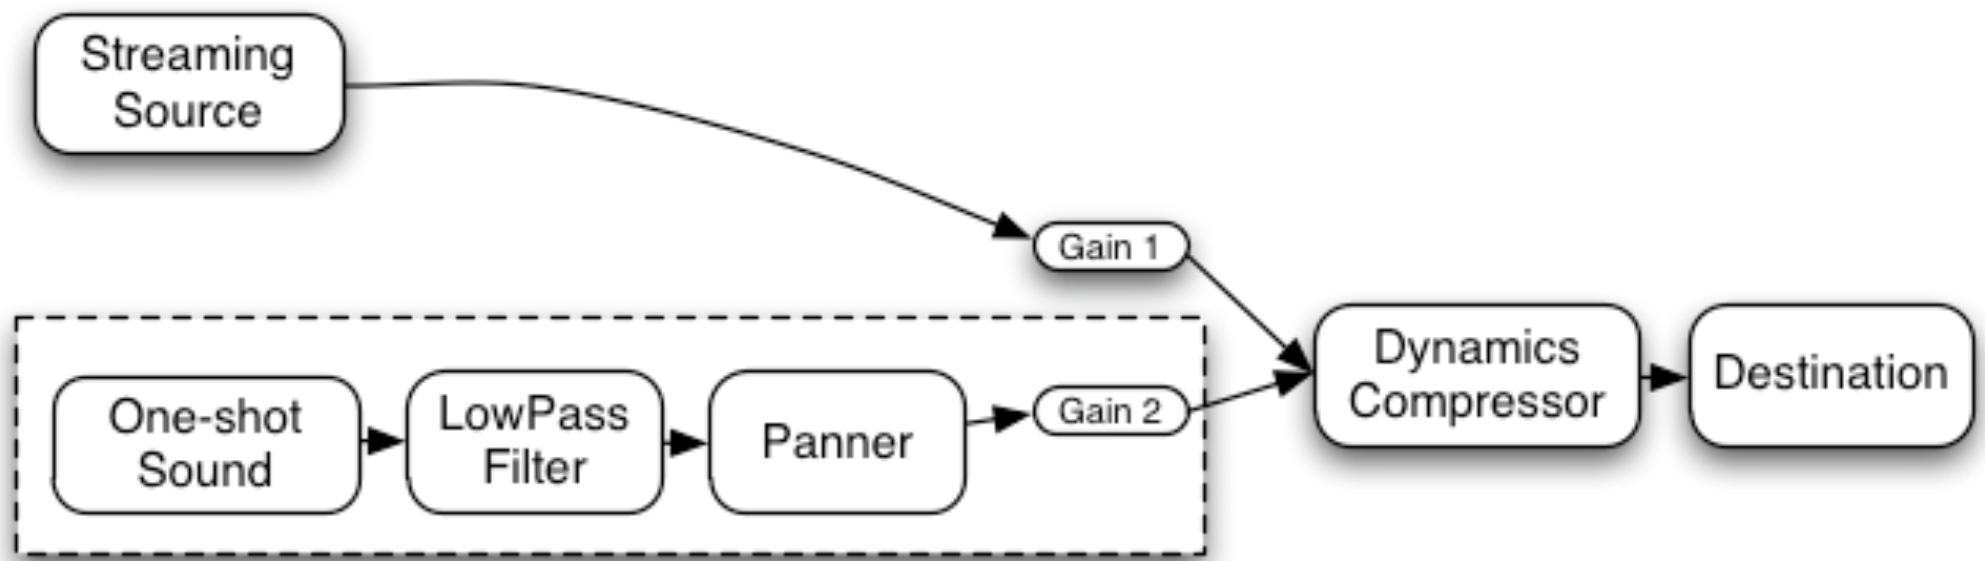 Streaming
Source
Gain 1
One-shot
Sound
LowPass
Filter
Panner
Gain 2
Dynamics
Compressor
Destination